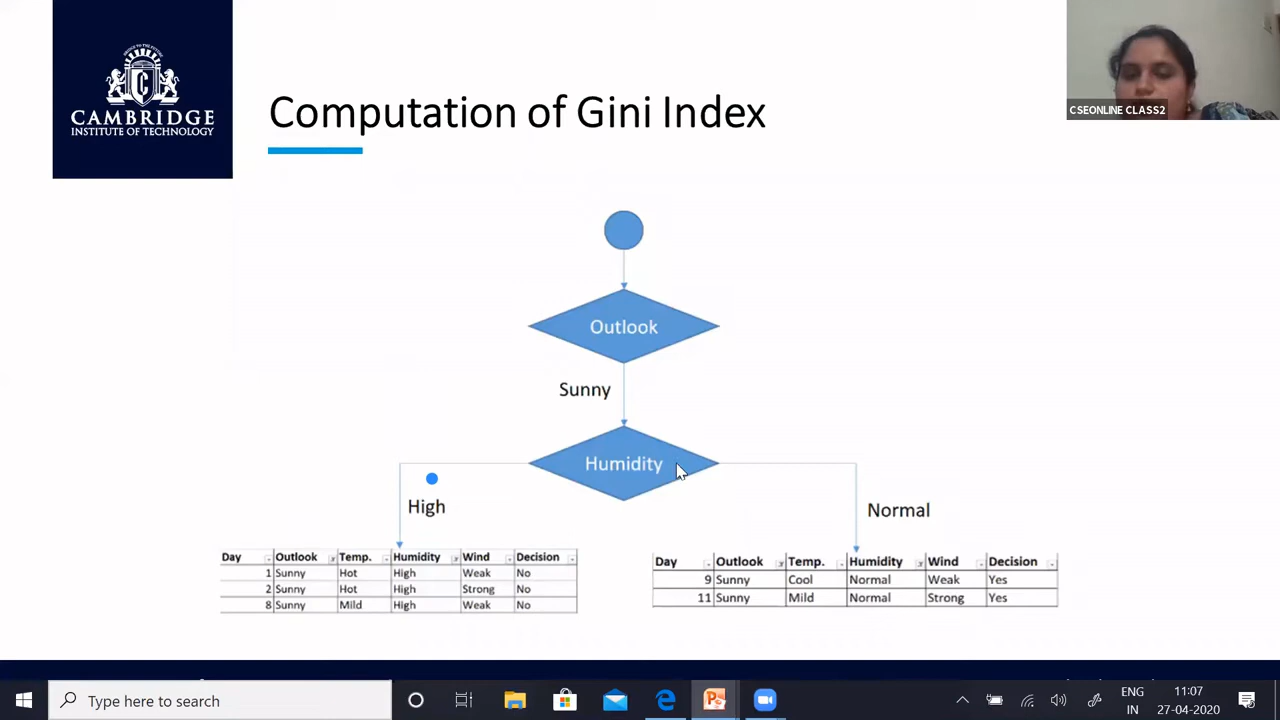 CAMBRIDGE
INSTITUTE OF TECHNOLOGY
Computation of Gini Index
CSEONLINE CLASS2
Outlook
Sunny
Humidity
High
Normal
Day Outlook Temp. Humidity Wind Decision
1 Sunny Hot High Weak No
2 Sunny Hot High Strong No
8 Sunny Mild High Weak No
Day Outlook Temp. Humidity Wind Decision
9 Sunny Cool Normal Weak Yes
11 Sunny Mild Normal Strong Yes
Type here to search
ENG
IN
11:07
27-04-2020